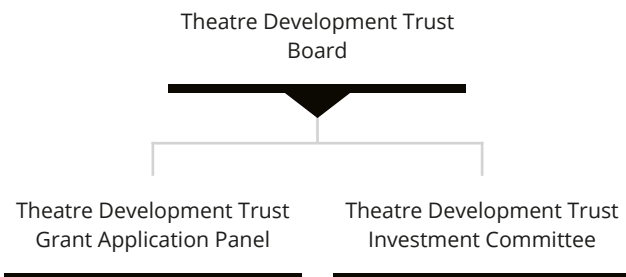 Theatre Development Trust
Board
Theatre Development Trust
Grant Application Panel
Theatre Development Trust
Investment Committee